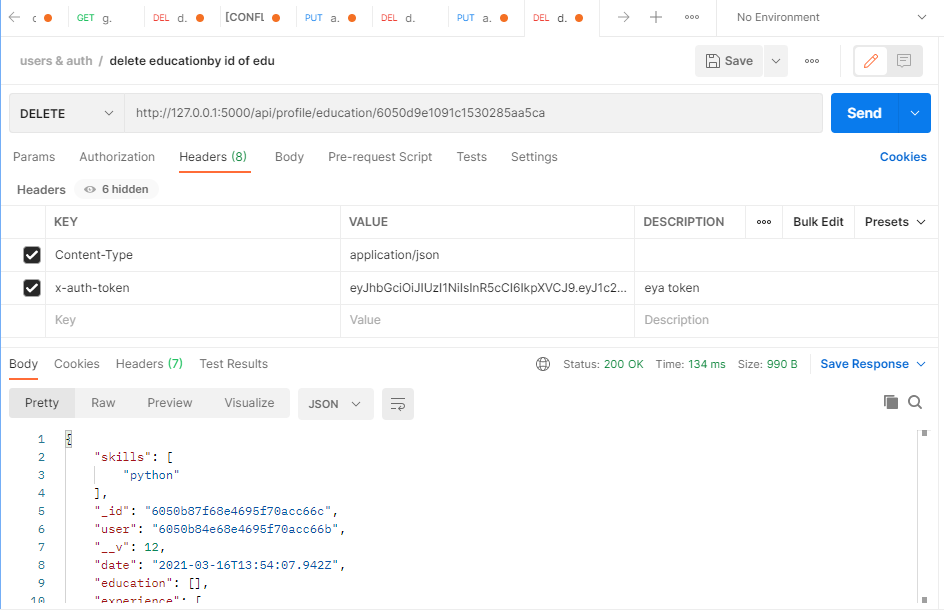 GET g. DEL d. [CONFL PUT a. DEL d. PUT a. DEL d. No Environment
users & auth / delete educationby id of edu Save
DELETE http://127.0.0.1:5000/api/profile/education/6050d9e1091c1530285aa5ca Send
Params Authorization Headers (8) Body Pre-request Script Tests Settings Cookies
Headers 6 hidden
KEY VALUE DESCRIPTION Bulk Edit Presets
Content-Type application/json
x-auth-token eyJhbGciOiJIUzI1NiIsInR5cCI6IkpXVCJ9.eyJ1c2... eya token
Key Value Description
Body Cookies Headers (7) Test Results Status: 200 OK Time: 134 ms Size: 990 B Save Response
Pretty Raw Preview Visualize JSON
1 {
2 "skills": [
3 "python"
4 ],
5 "_id": "6050b87f68e4695f70acc66c",
6 "user": "6050b84e68e4695f70acc66b",
7 "__v": 12,
8 "date": "2021-03-16T13:54:07.942Z",
9 "education": [],
10 "experience": [